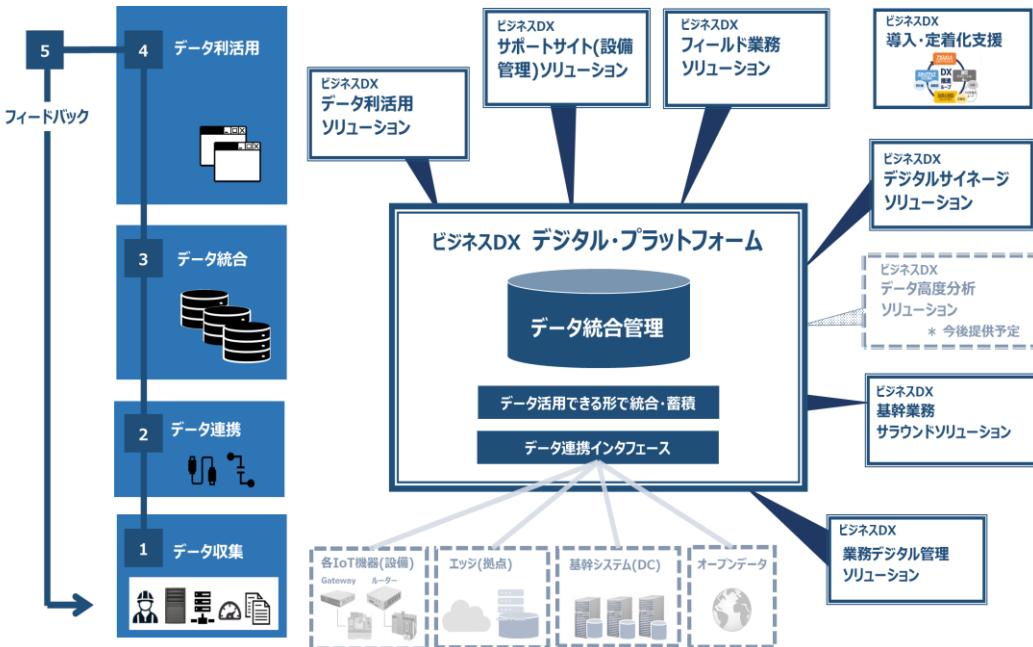 5
フィードバック
4
データ利活用
3
データ統合
2
データ連携
1
データ収集
ビジネスDX
データ利活用
ソリューション
ビジネスDX
サポートサイト(設備
管理)ソリューション
ビジネスDX
フィールド業務
ソリューション
ビジネスDX
導入・定着化支援
DX
推進
ループ
ビジネスDX デジタル・プラットフォーム
データ統合管理
データ活用できる形で統合・蓄積
データ連携インタフェース
ビジネスDX
デジタルサイネージ
ソリューション
ビジネスDX
データ高度分析
ソリューション
* 今後提供予定
ビジネスDX
基幹業務
サラウンドソリューション
ビジネスDX
業務デジタル管理
ソリューション
各IoT機器(設備)
Gateway ルーター
エッジ(拠点)
基幹システム(DC)
オープンデータ